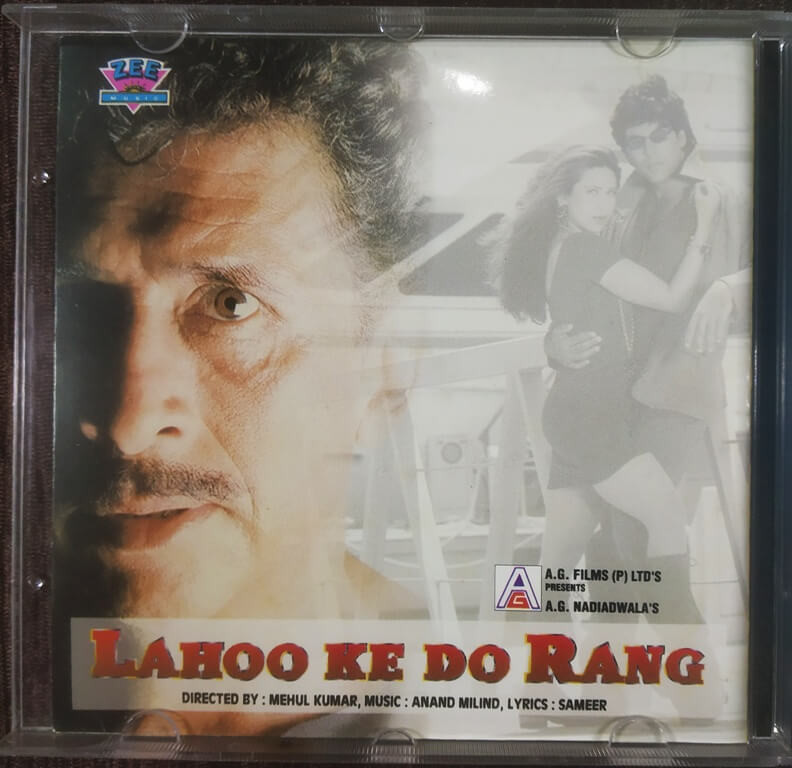 ZEE
MUSIC
AG
A.G. FILMS (P) LTD'S
PRESENTS
A.G. NADIADWALA'S
LAHOO KE DO RANG
DIRECTED BY : MEHUL KUMAR, MUSIC : ANAND MILIND, LYRICS : SAMEER